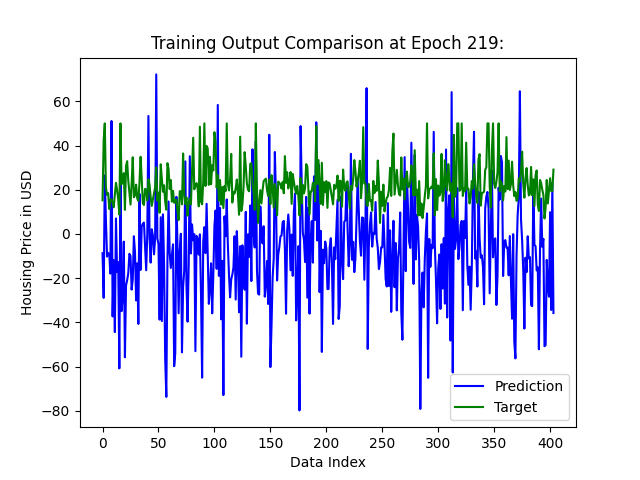 Training Output Comparison at Epoch 219:
Housing Price in USD
60
40
20
0
−20
−40
−60
−80
0 50 100 150 200 250 300 350 400
Data Index
Prediction
Target